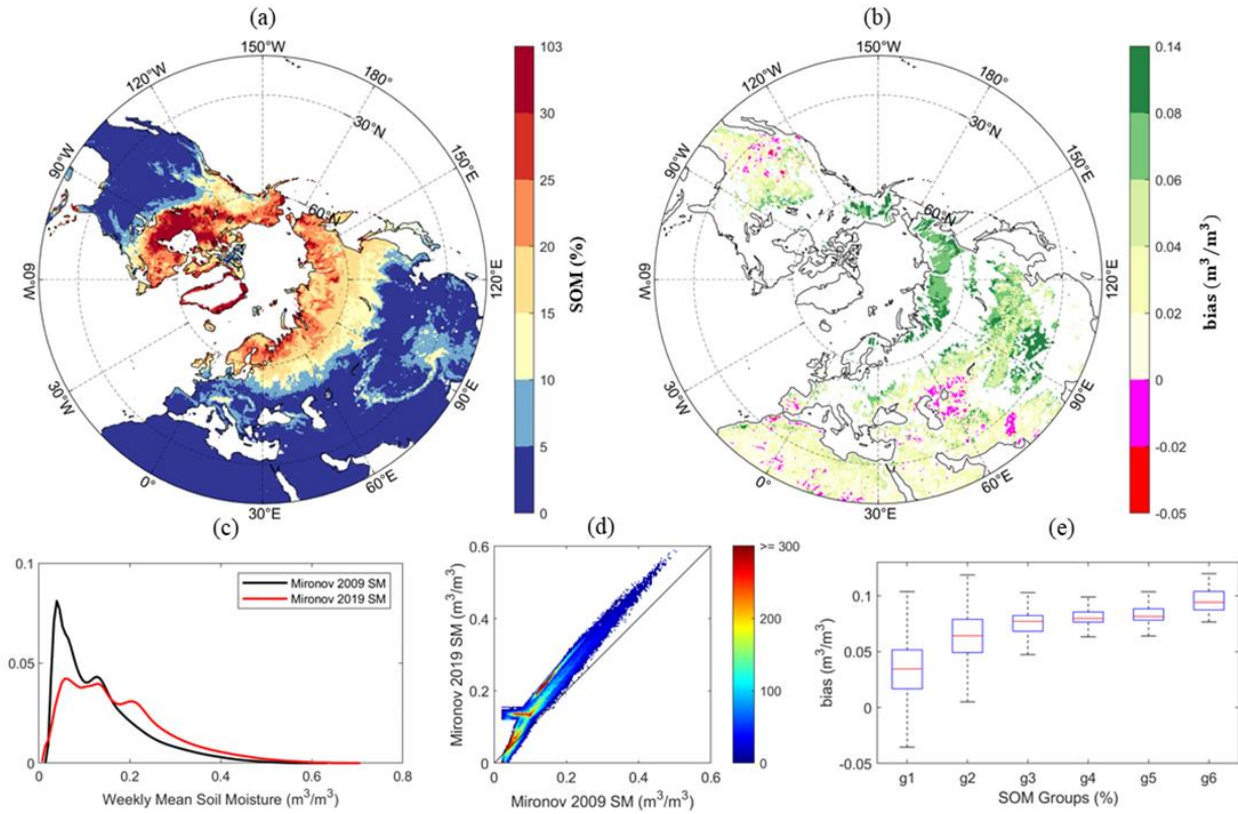 (a)
(b)
150°W
120°W
180°
30°N
90°W
150°E
60°N
60°W
120°E
30°W
90°E
0°
60°E
30°E
103
30
25
20
15
10
5
0
SOM (%)
150°W
120°W
180°
30°N
90°W
150°E
60°N
60°W
120°E
30°W
90°E
0°
60°E
30°E
0.14
0.08
0.06
0.04
0.02
0
-0.02
-0.05
bias (m³/m³)
(c)
0.1
0.05
0
0 0.2 0.4 0.6 0.8
Mironov 2009 SM
Mironov 2019 SM
Weekly Mean Soil Moisture (m³/m³)
(d)
Mironov 2019 SM (m³/m³)
0.6
0.4
0.2
0
0 0.2 0.4 0.6
Mironov 2009 SM (m³/m³)
>= 300
200
100
0
(e)
bias (m³/m³)
0.1
0.05
0
-0.05
g1 g2 g3 g4 g5 g6
SOM Groups (%)